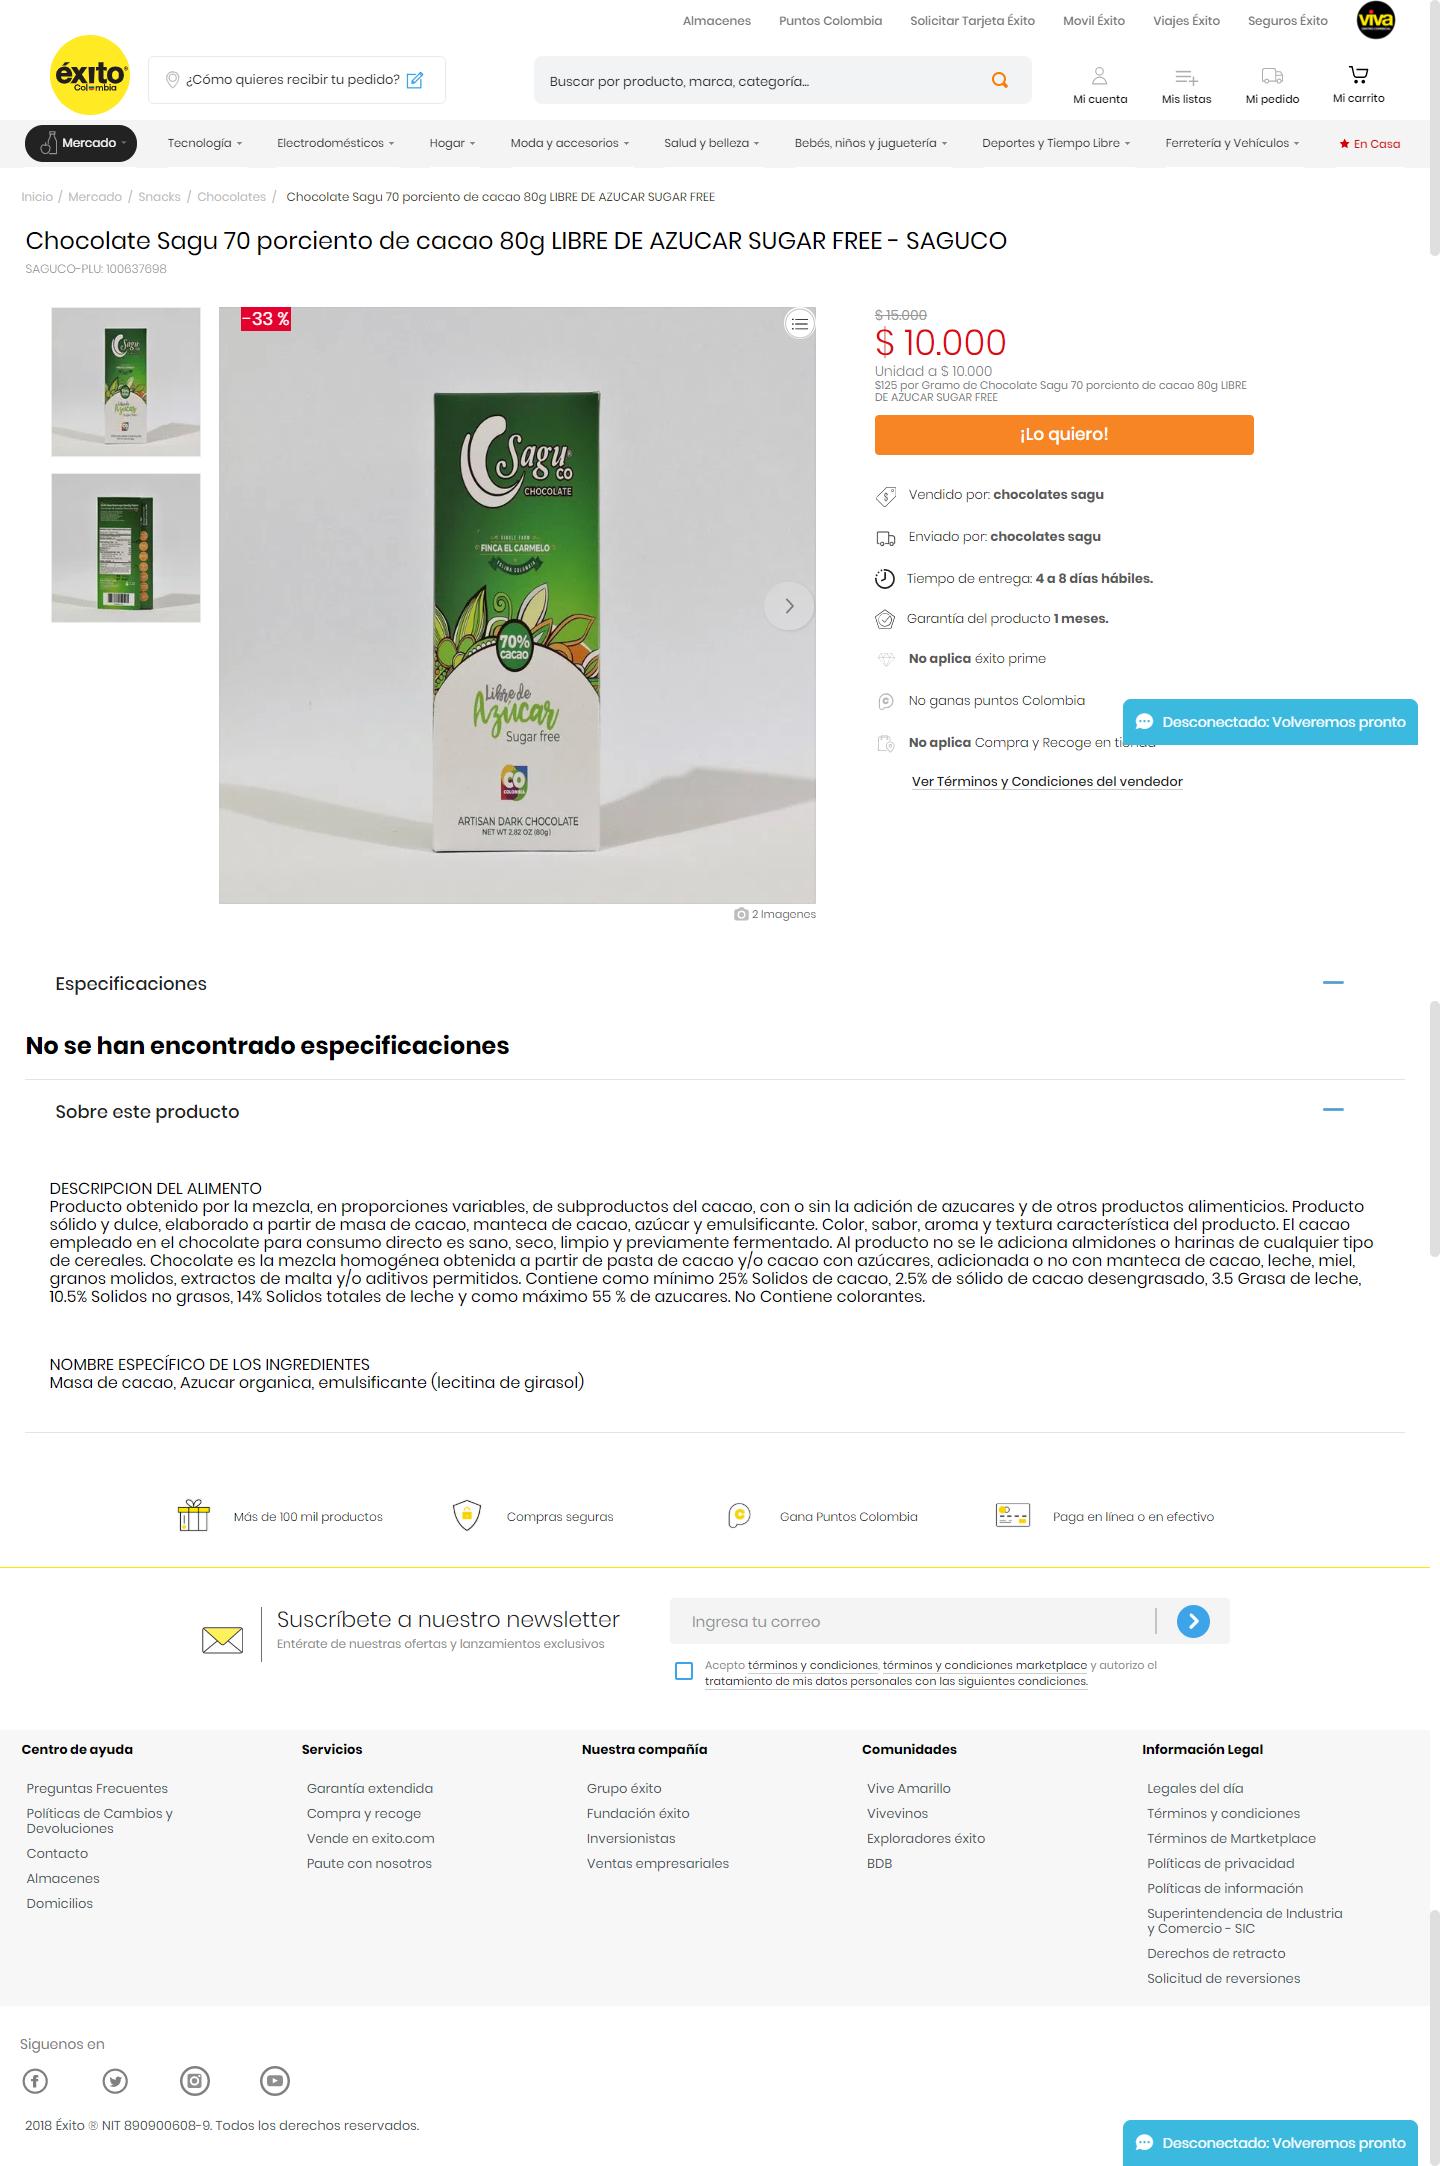 Almacenes Puntos Colombia Solicitar Tarjeta Éxito Movil Éxito Viajes Éxito Seguros Éxito viva
éxito
Colombia
¿Cómo quieres recibir tu pedido?
Buscar por producto, marca, categoría...
Mi cuenta Mis listas Mi pedido Mi carrito
Mercado Tecnología Electrodomésticos Hogar Moda y accesorios Salud y belleza Bebés, niños y juguetería Deportes y Tiempo Libre Ferretería y Vehículos En Casa
Inicio / Mercado / Snacks / Chocolates / Chocolate Sagu 70 porciento de cacao 80g LIBRE DE AZUCAR SUGAR FREE
Chocolate Sagu 70 porciento de cacao 80g LIBRE DE AZUCAR SUGAR FREE - SAGUCO
SAGUCO-PLU: 100637698
-33 %
Sagu
CO
CHOCOLATE
SINGLE FARM
FINCA EL CARMELO
TOLIMA COLOMBIA
70%
cacao
Libre de
Azúcar
Sugar free
CO
COLOMBIA
ARTISAN DARK CHOCOLATE
NET WT 2,82 OZ (80g)
2 Imagenes
$ 15.000
$ 10.000
Unidad a $ 10.000
$125 por Gramo de Chocolate Sagu 70 porciento de cacao 80g LIBRE
DE AZUCAR SUGAR FREE
¡Lo quiero!
Vendido por: chocolates sagu
Enviado por: chocolates sagu
Tiempo de entrega: 4 a 8 días hábiles.
Garantía del producto 1 meses.
No aplica éxito prime
No ganas puntos Colombia
Desconectado: Volveremos pronto
No aplica Compra y Recoge en tienda
Ver Términos y Condiciones del vendedor
Especificaciones
No se han encontrado especificaciones
Sobre este producto
DESCRIPCION DEL ALIMENTO
Producto obtenido por la mezcla, en proporciones variables, de subproductos del cacao, con o sin la adición de azucares y de otros productos alimenticios. Producto
sólido y dulce, elaborado a partir de masa de cacao, manteca de cacao, azúcar y emulsificante. Color, sabor, aroma y textura característica del producto. El cacao
empleado en el chocolate para consumo directo es sano, seco, limpio y previamente fermentado. Al producto no se le adiciona almidones o harinas de cualquier tipo
de cereales. Chocolate es la mezcla homogénea obtenida a partir de pasta de cacao y/o cacao con azúcares, adicionada o no con manteca de cacao, leche, miel,
granos molidos, extractos de malta y/o aditivos permitidos. Contiene como mínimo 25% Solidos de cacao, 2.5% de sólido de cacao desengrasado, 3.5 Grasa de leche,
10.5% Solidos no grasos, 14% Solidos totales de leche y como máximo 55 % de azucares. No Contiene colorantes.
NOMBRE ESPECÍFICO DE LOS INGREDIENTES
Masa de cacao, Azucar organica, emulsificante (lecitina de girasol)
Más de 100 mil productos Compras seguras Gana Puntos Colombia Paga en línea o en efectivo
Suscríbete a nuestro newsletter
Entérate de nuestras ofertas y lanzamientos exclusivos
Ingresa tu correo
Acepto términos y condiciones, términos y condiciones marketplace y autorizo el
tratamiento de mis datos personales con las siguientes condiciones.
Centro de ayuda
Preguntas Frecuentes
Políticas de Cambios y
Devoluciones
Contacto
Almacenes
Domicilios
Servicios
Garantía extendida
Compra y recoge
Vende en exito.com
Paute con nosotros
Nuestra compañía
Grupo éxito
Fundación éxito
Inversionistas
Ventas empresariales
Comunidades
Vive Amarillo
Vivevinos
Exploradores éxito
BDB
Información Legal
Legales del día
Términos y condiciones
Términos de Martketplace
Políticas de privacidad
Políticas de información
Superintendencia de Industria
y Comercio - SIC
Derechos de retracto
Solicitud de reversiones
Siguenos en
2018 Éxito ® NIT 890900608-9. Todos los derechos reservados.
Desconectado: Volveremos pronto